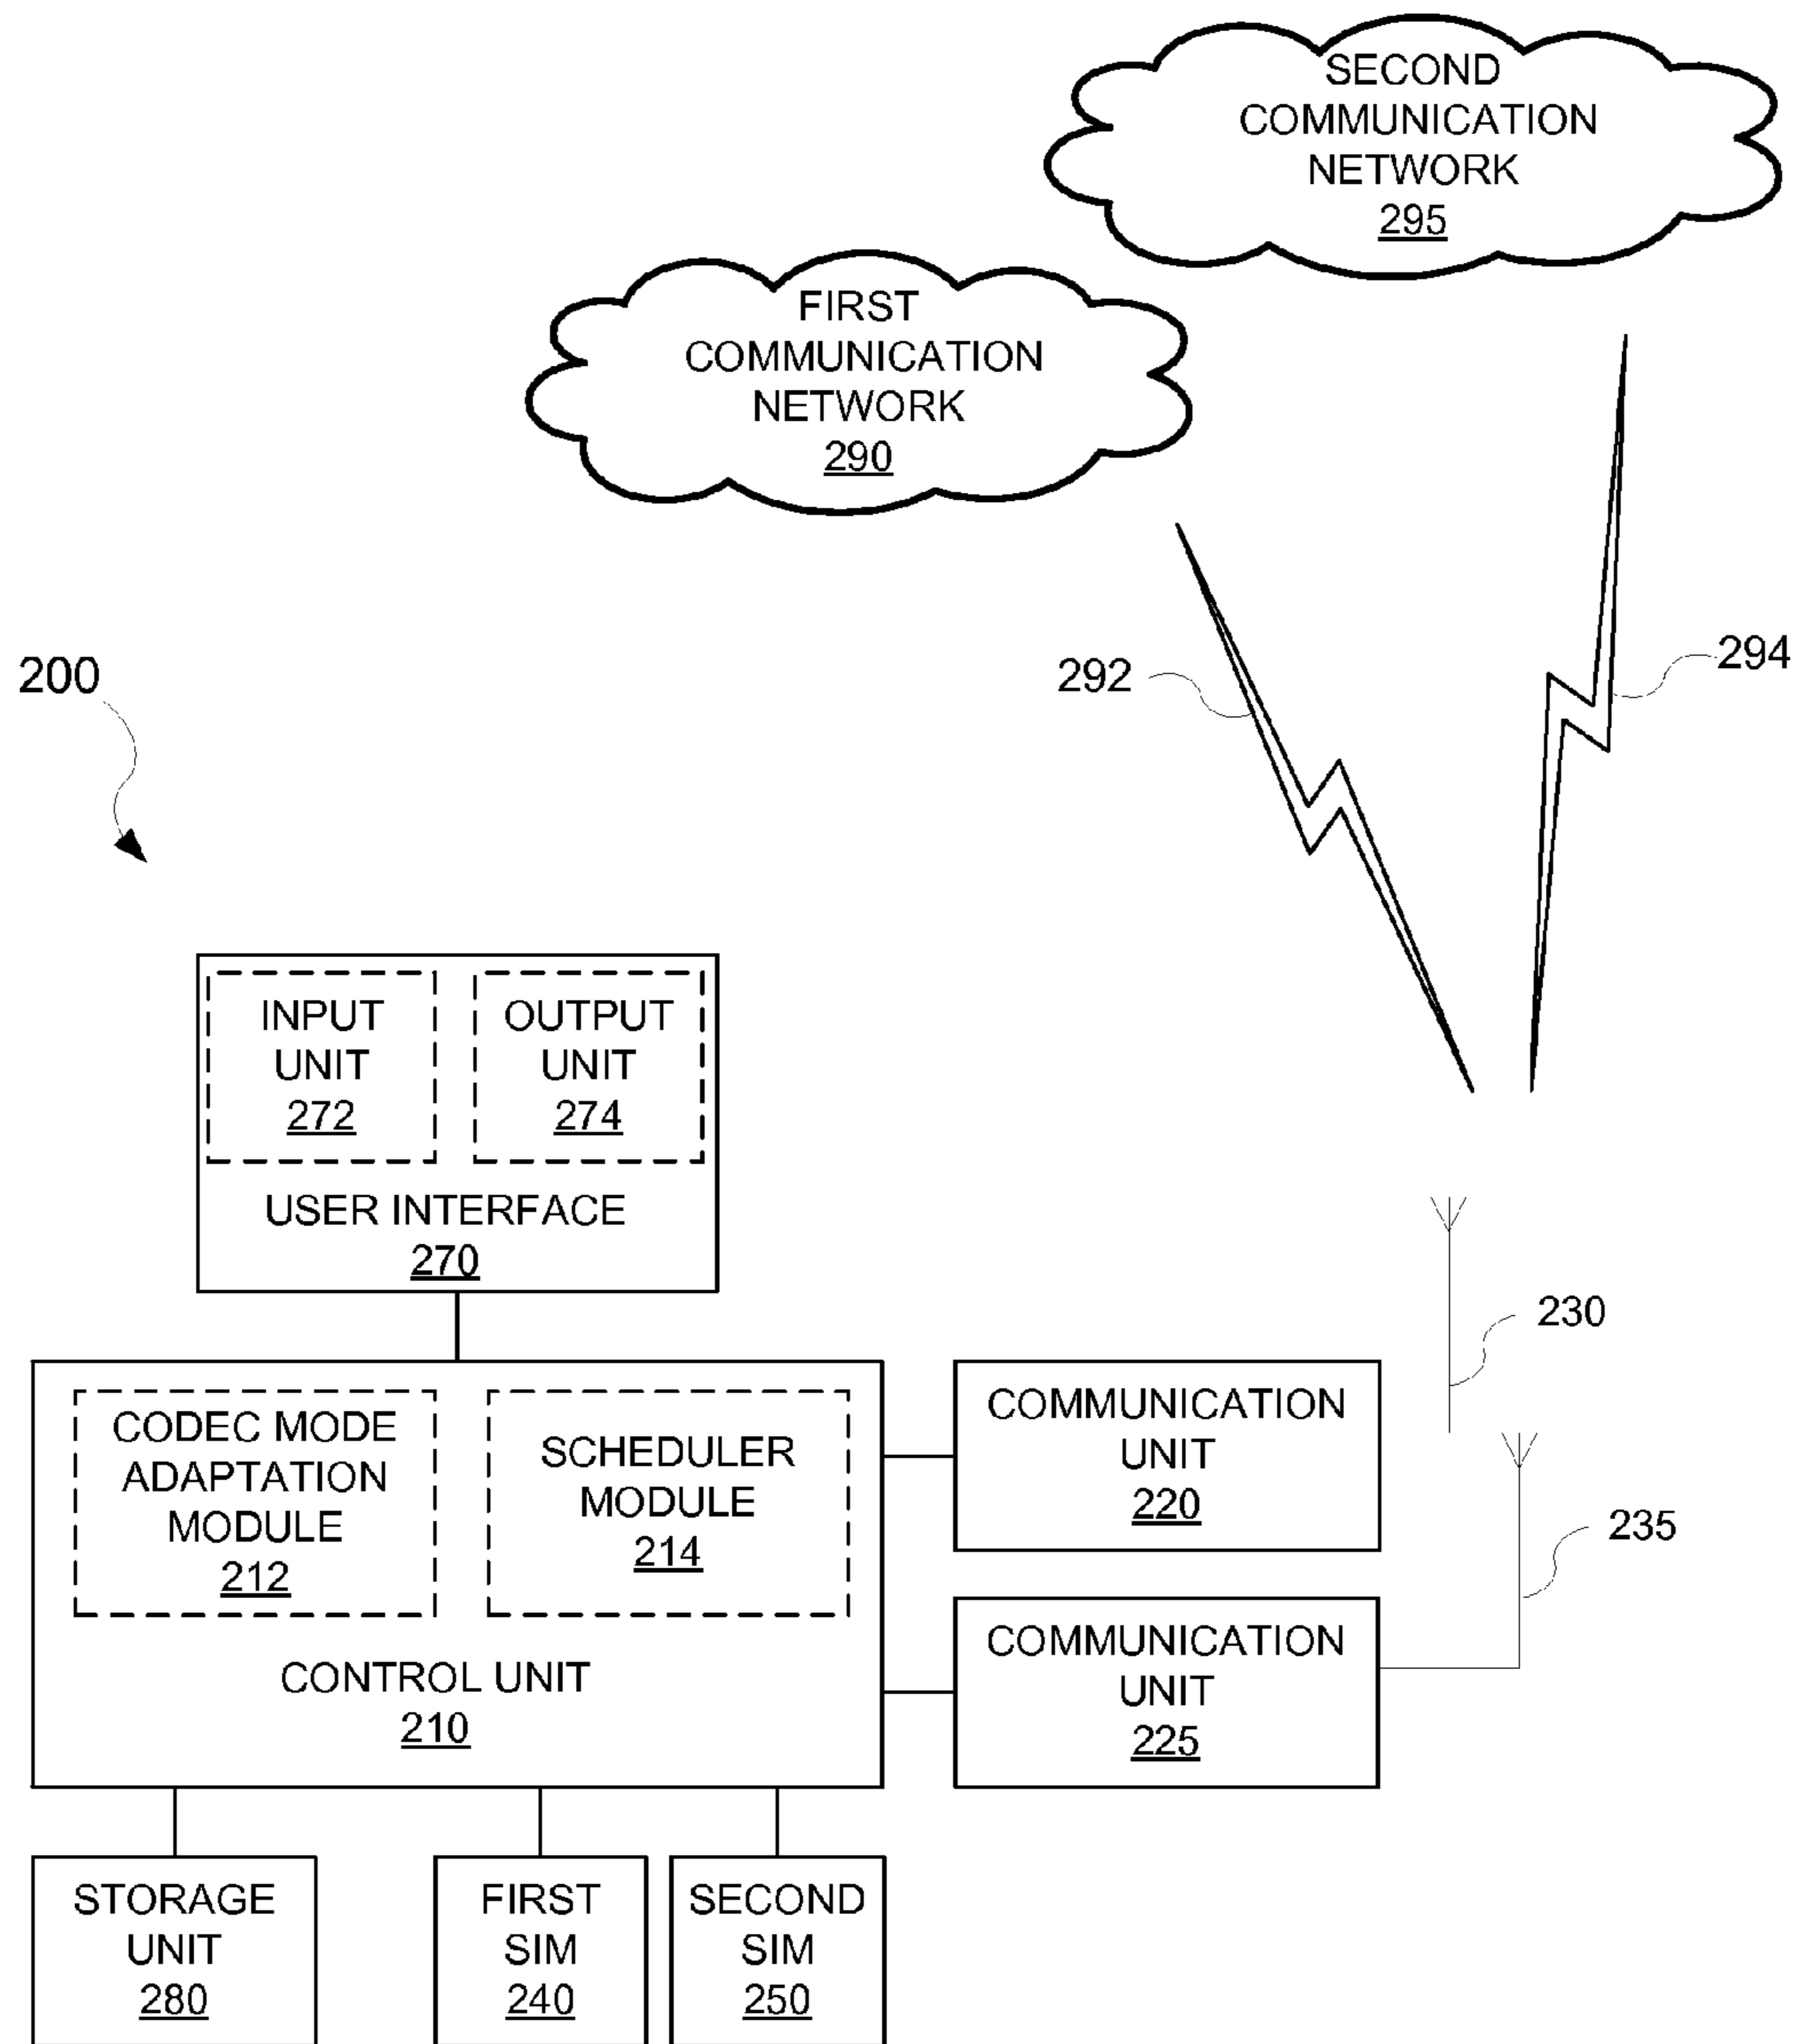 SECOND
COMMUNICATION
NETWORK
295
FIRST
COMMUNICATION
NETWORK
290
200
292
294
INPUT
UNIT
272
OUTPUT
UNIT
274
USER INTERFACE
270
230
CODEC MODE
ADAPTATION
MODULE
212
SCHEDULER
MODULE
214
COMMUNICATION
UNIT
220
235
CONTROL UNIT
210
COMMUNICATION
UNIT
225
STORAGE
UNIT
280
FIRST
SIM
240
SECOND
SIM
250